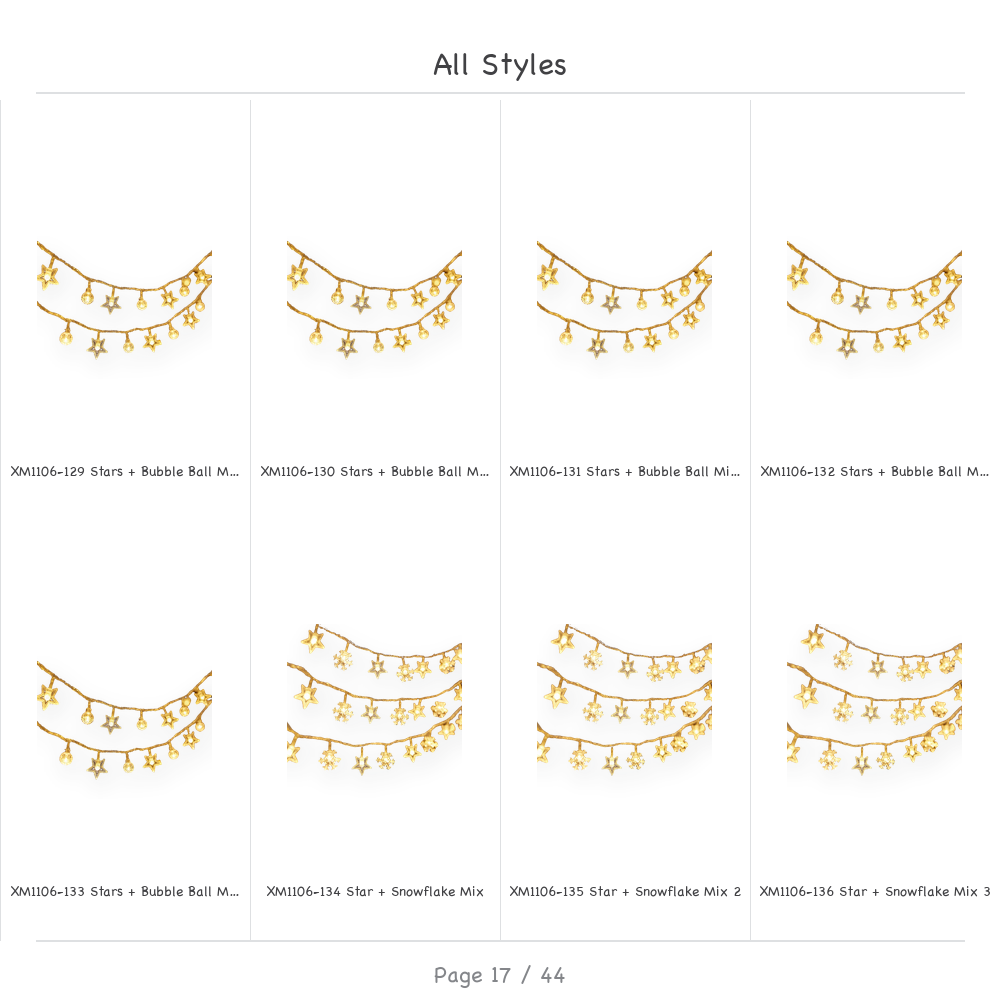 All Styles
XM1106-129 Stars + Bubble Ball M...
XM1106-130 Stars + Bubble Ball M...
XM1106-131 Stars + Bubble Ball Mi...
XM1106-132 Stars + Bubble Ball M...
XM1106-133 Stars + Bubble Ball M...
XM1106-134 Star + Snowflake Mix
XM1106-135 Star + Snowflake Mix 2
XM1106-136 Star + Snowflake Mix 3
Page 17 / 44